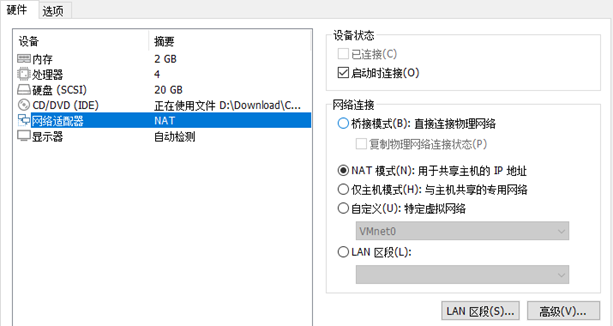 硬件 选项
设备 摘要
内存 2 GB
处理器 4
硬盘 (SCSI) 20 GB
CD/DVD (IDE) 正在使用文件 D:\Download\C...
网络适配器 NAT
显示器 自动检测
设备状态
已连接(C)
启动时连接(O)
网络连接
桥接模式(B): 直接连接物理网络
复制物理网络连接状态(P)
NAT 模式(N): 用于共享主机的 IP 地址
仅主机模式(H): 与主机共享的专用网络
自定义(U): 特定虚拟网络
VMnet0
LAN 区段(L):
LAN 区段(S)... 高级(V)...